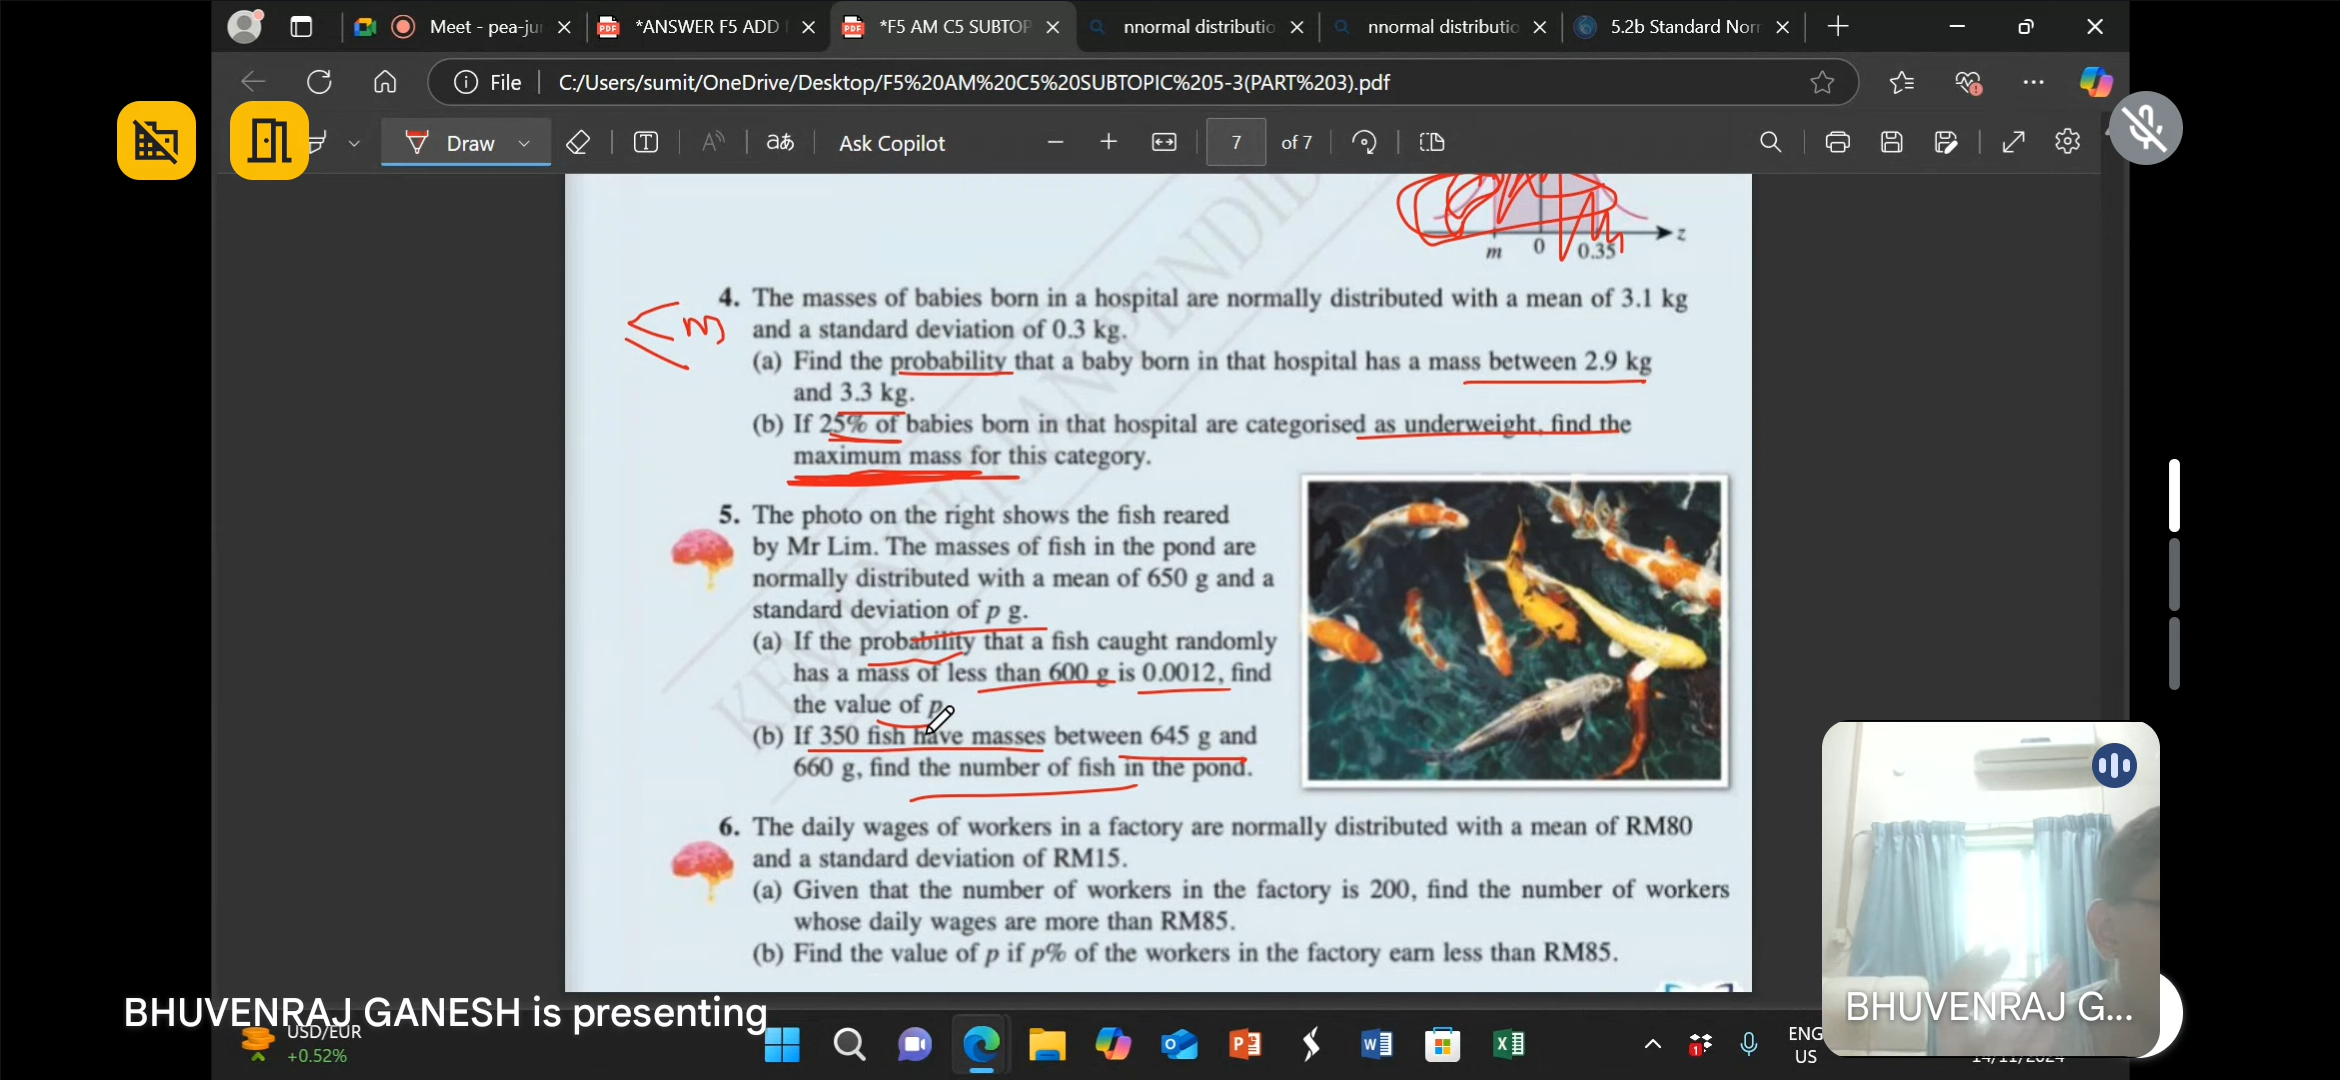 Meet - pea-ju
*ANSWER F5 ADD
*F5 AM C5 SUBTOP
nnormal distributio
nnormal distributio
5.2b Standard Nor
File
C:/Users/sumit/OneDrive/Desktop/F5%20AM%20C5%20SUBTOPIC%205-3(PART%203).pdf
Draw
aあ
Ask Copilot
7 of 7
m 0 0.35 z
4. The masses of babies born in a hospital are normally distributed with a mean of 3.1 kg
and a standard deviation of 0.3 kg.
(a) Find the probability that a baby born in that hospital has a mass between 2.9 kg
and 3.3 kg.
(b) If 25% of babies born in that hospital are categorised as underweight, find the
maximum mass for this category.
≤ m
5. The photo on the right shows the fish reared
by Mr Lim. The masses of fish in the pond are
normally distributed with a mean of 650 g and a
standard deviation of p g.
(a) If the probability that a fish caught randomly
has a mass of less than 600 g is 0.0012, find
the value of p.
(b) If 350 fish have masses between 645 g and
660 g, find the number of fish in the pond.
6. The daily wages of workers in a factory are normally distributed with a mean of RM80
and a standard deviation of RM15.
(a) Given that the number of workers in the factory is 200, find the number of workers
whose daily wages are more than RM85.
(b) Find the value of p if p% of the workers in the factory earn less than RM85.
BHUVENRAJ GANESH is presenting
BHUVENRAJ G...
USD/EUR
+0.52%
ENG
US
14/11/2024